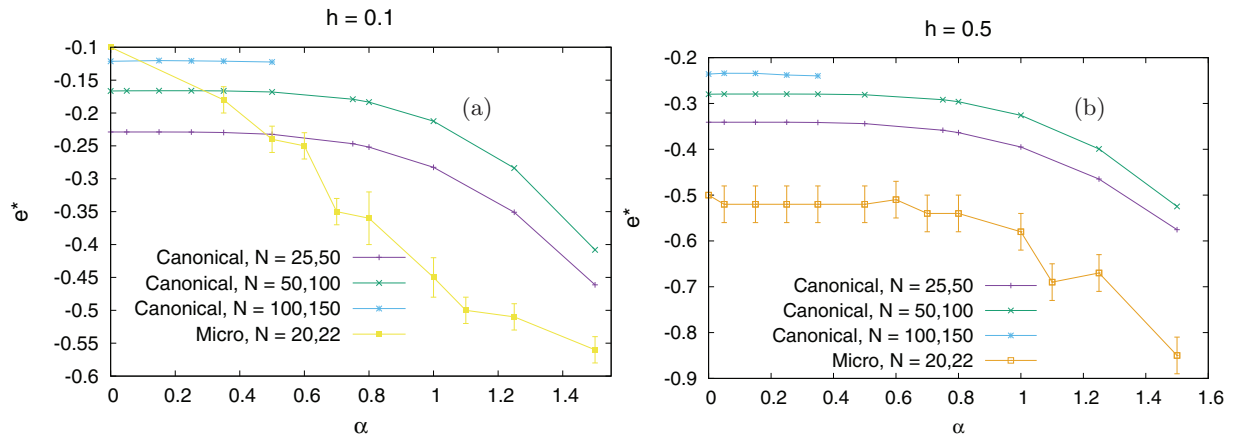 h = 0.1
-0.1
-0.15
-0.2
-0.25
-0.3
-0.35
-0.4
-0.45
-0.5
-0.55
-0.6
e*
(a)
Canonical, N = 25,50
Canonical, N = 50,100
Canonical, N = 100,150
Micro, N = 20,22
0 0.2 0.4 0.6 0.8 1 1.2 1.4
α
h = 0.5
-0.2
-0.3
-0.4
-0.5
-0.6
-0.7
-0.8
-0.9
e*
(b)
Canonical, N = 25,50
Canonical, N = 50,100
Canonical, N = 100,150
Micro, N = 20,22
0 0.2 0.4 0.6 0.8 1 1.2 1.4 1.6
α